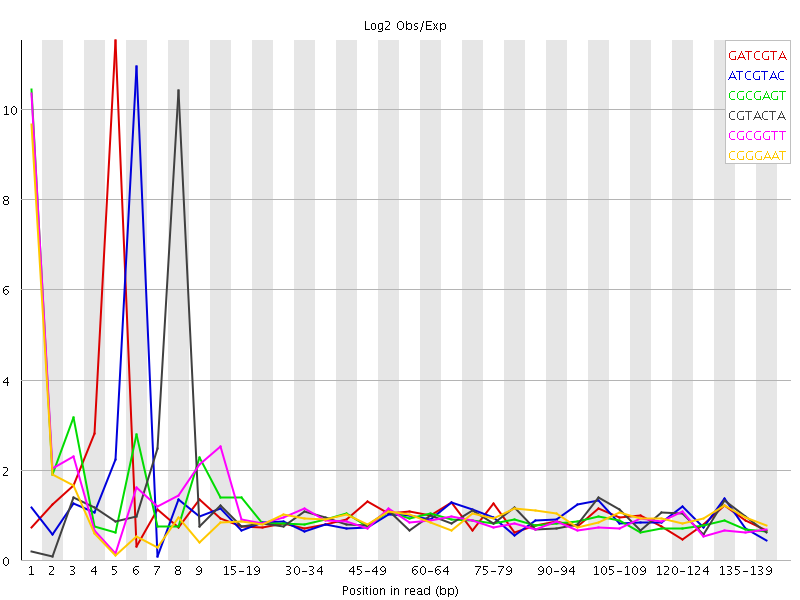 Log2 Obs/Exp
GATCGTA
ATCGTAC
CGCGAGT
CGTACTA
CGCGGTT
CGGGAAT
10
8
6
4
2
0
1 2 3 4 5 6 7 8 9 15-19 30-34 45-49 60-64 75-79 90-94 105-109 120-124 135-139
Position in read (bp)